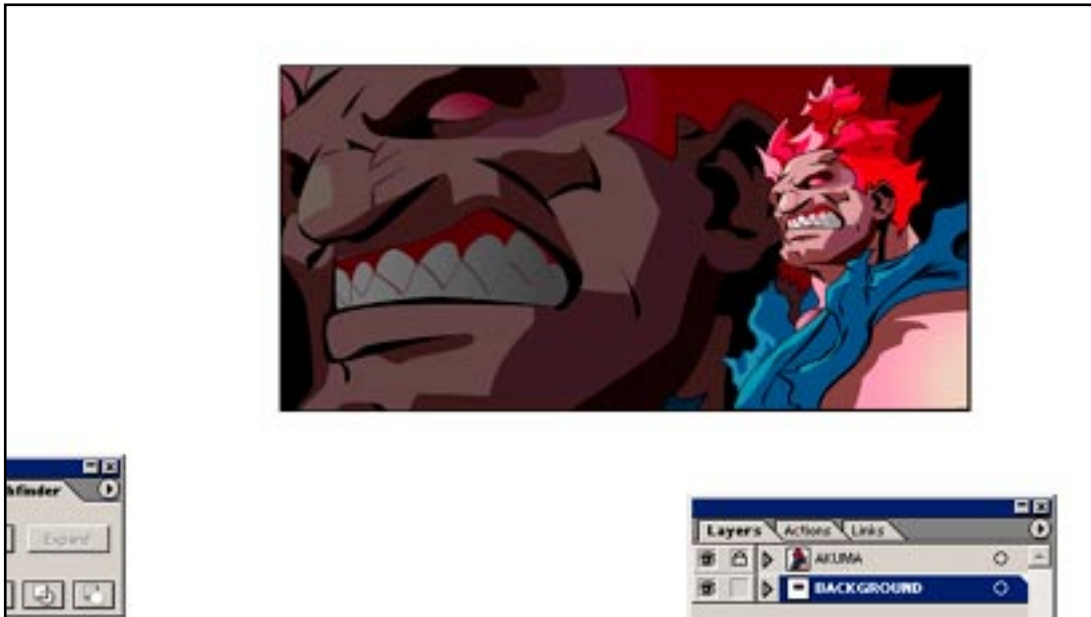 hfinder
Expand
Layers Actions Links
AKUMA
BACKGROUND